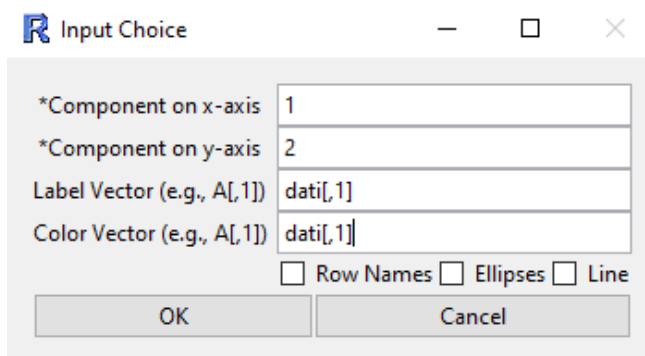 Input Choice
*Component on x-axis 1
*Component on y-axis 2
Label Vector (e.g., A[,1]) dati[,1]
Color Vector (e.g., A[,1]) dati[,1]
Row Names Ellipses Line
OK Cancel